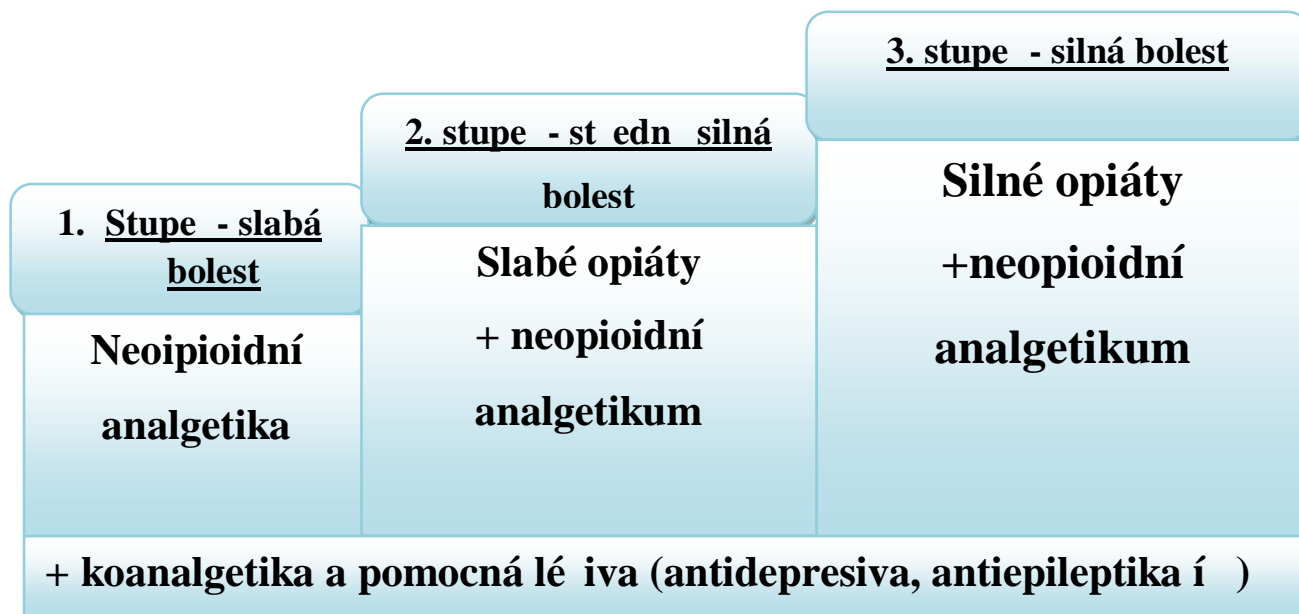 1. Stupe - slabá
bolest
Neoipioidní
analgetika
2. stupe - st edn silná
bolest
Slabé opiáty
+ neopioidní
analgetikum
3. stupe - silná bolest
Silné opiáty
+neopioidní
analgetikum
+ koanalgetika a pomocná lé iva (antidepresiva, antiepileptika í )